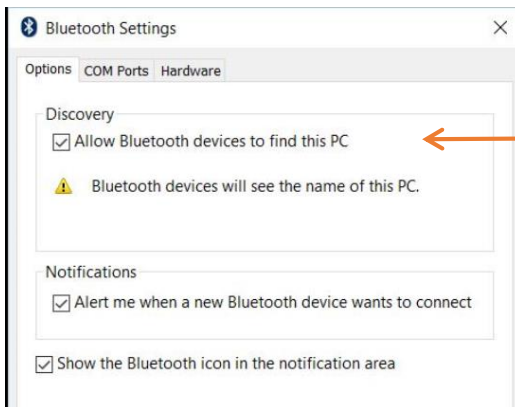 Bluetooth Settings
Options COM Ports Hardware
Discovery
Allow Bluetooth devices to find this PC
Bluetooth devices will see the name of this PC.
Notifications
Alert me when a new Bluetooth device wants to connect
Show the Bluetooth icon in the notification area